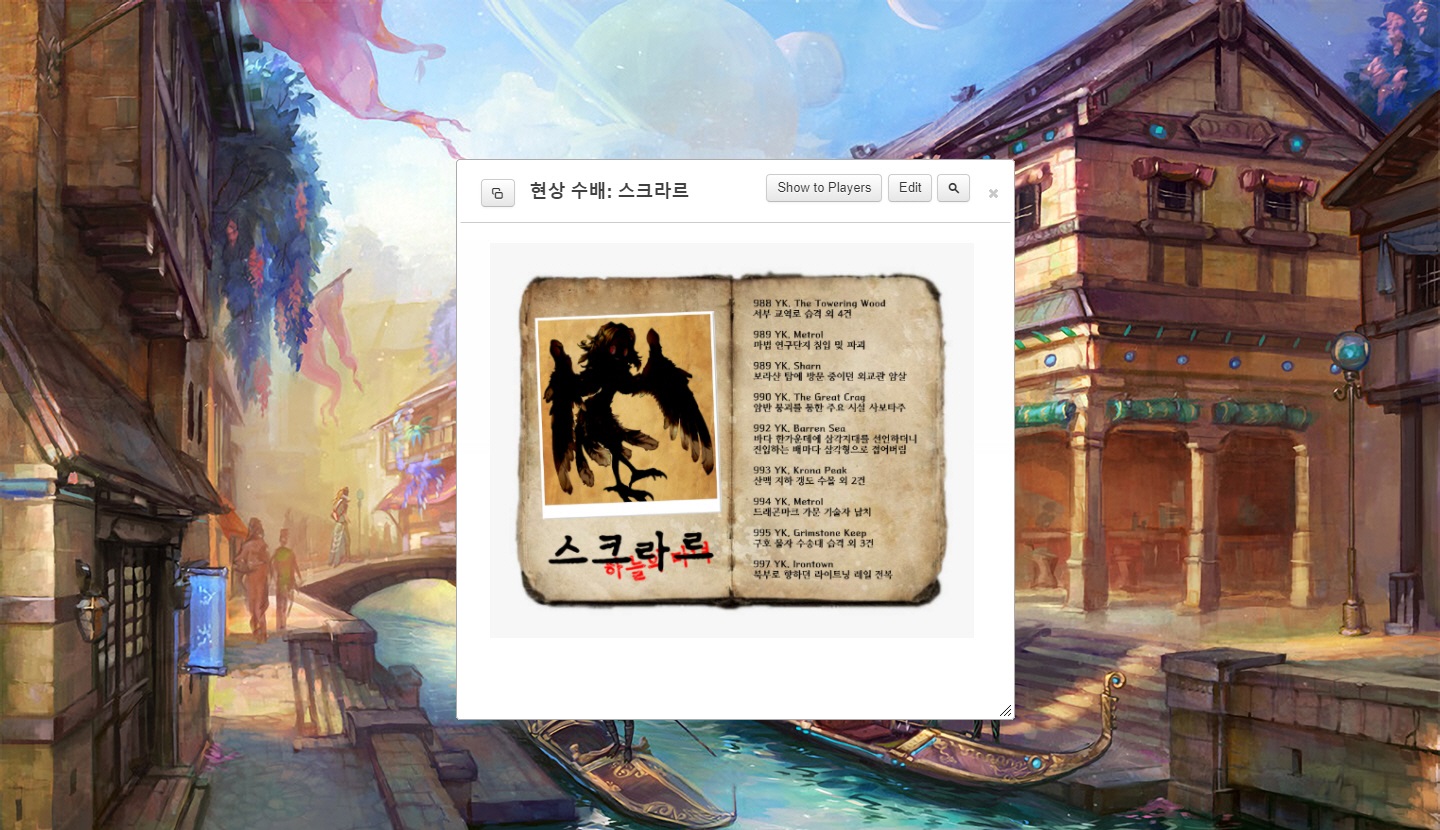 현상 수배: 스크라르
Show to Players
Edit
988 YK, The Towering Wood
서부 교역로 습격 외 4건
989 YK, Metrol
마법 연구단지 침입 및 파괴
989 YK, Sharn
보라산 탑에 방문 중이던 외교관 암살
990 YK, The Great Crag
암반 붕괴를 통한 주요 시설 사보타주
992 YK, Barren Sea
바다 한가운데에 삼각지대를 선언하더니
진입하는 배마다 삼각형으로 접어버림
993 YK, Krona Peak
산맥 지하 갱도 수몰 외 2건
994 YK, Metrol
드래곤마크 가문 기술자 납치
995 YK, Grimstone Keep
구호 물자 수송대 습격 외 3건
997 YK, Irontown
북부로 향하던 라이트닝 레일 전복
스크라르
하늘의